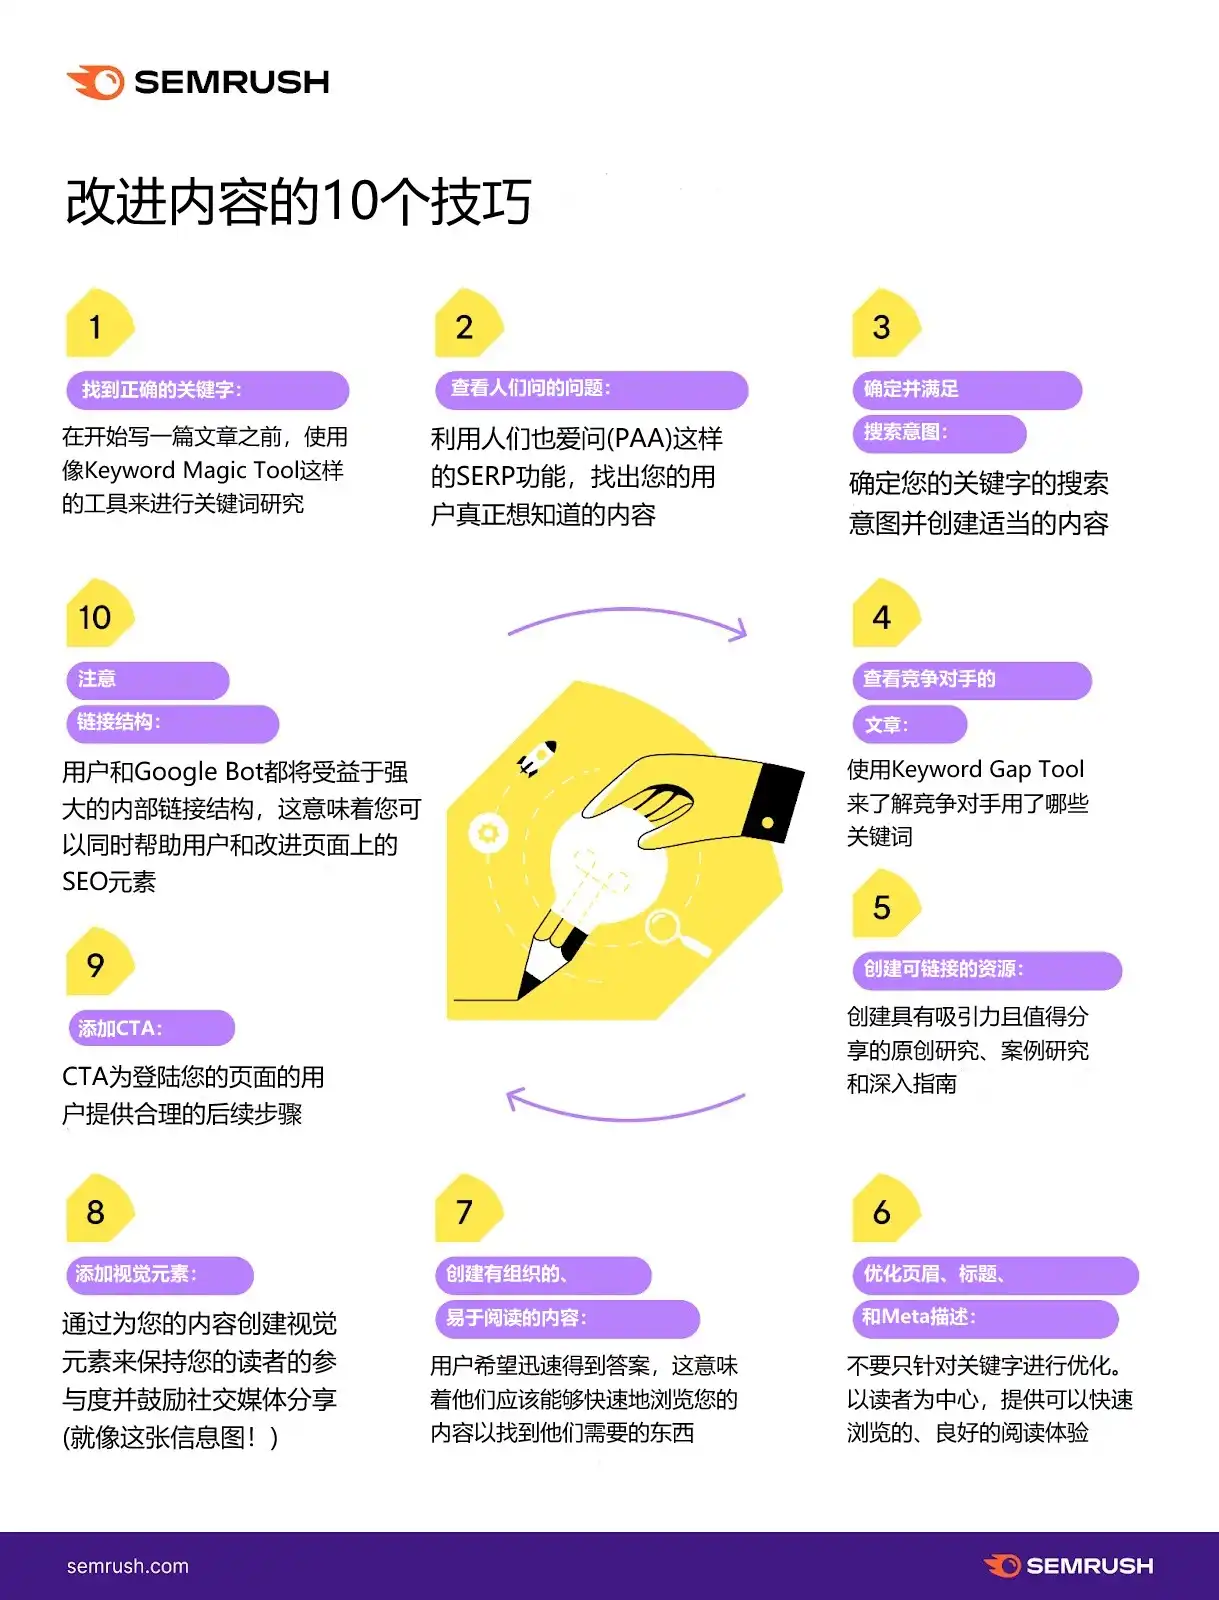 SEMRUSH
改进内容的10个技巧
1
找到正确的关键字：
在开始写一篇文章之前，使用
像Keyword Magic Tool这样
的工具来进行关键词研究
2
查看人们问的问题：
利用人们也爱问(PAA)这样
的SERP功能，找出您的用
户真正想知道的内容
3
确定并满足
搜索意图：
确定您的关键字的搜索
意图并创建适当的内容
4
查看竞争对手的
文章：
使用Keyword Gap Tool
来了解竞争对手用了哪些
关键词
5
创建可链接的资源：
创建具有吸引力且值得分
享的原创研究、案例研究
和深入指南
6
优化页眉、标题、
和Meta描述：
不要只针对关键字进行优化。
以读者为中心，提供可以快速
浏览的、良好的阅读体验
7
创建有组织的、
易于阅读的内容：
用户希望迅速得到答案，这意味
着他们应该能够快速地浏览您的
内容以找到他们需要的东西
8
添加视觉元素：
通过为您的内容创建视觉
元素来保持您的读者的参
与度并鼓励社交媒体分享
(就像这张信息图！)
9
添加CTA：
CTA为登陆您的页面的用
户提供合理的后续步骤
10
注意
链接结构：
用户和Google Bot都将受益于强
大的内部链接结构，这意味着您可
以同时帮助用户和改进页面上的
SEO元素
semrush.com
SEMRUSH